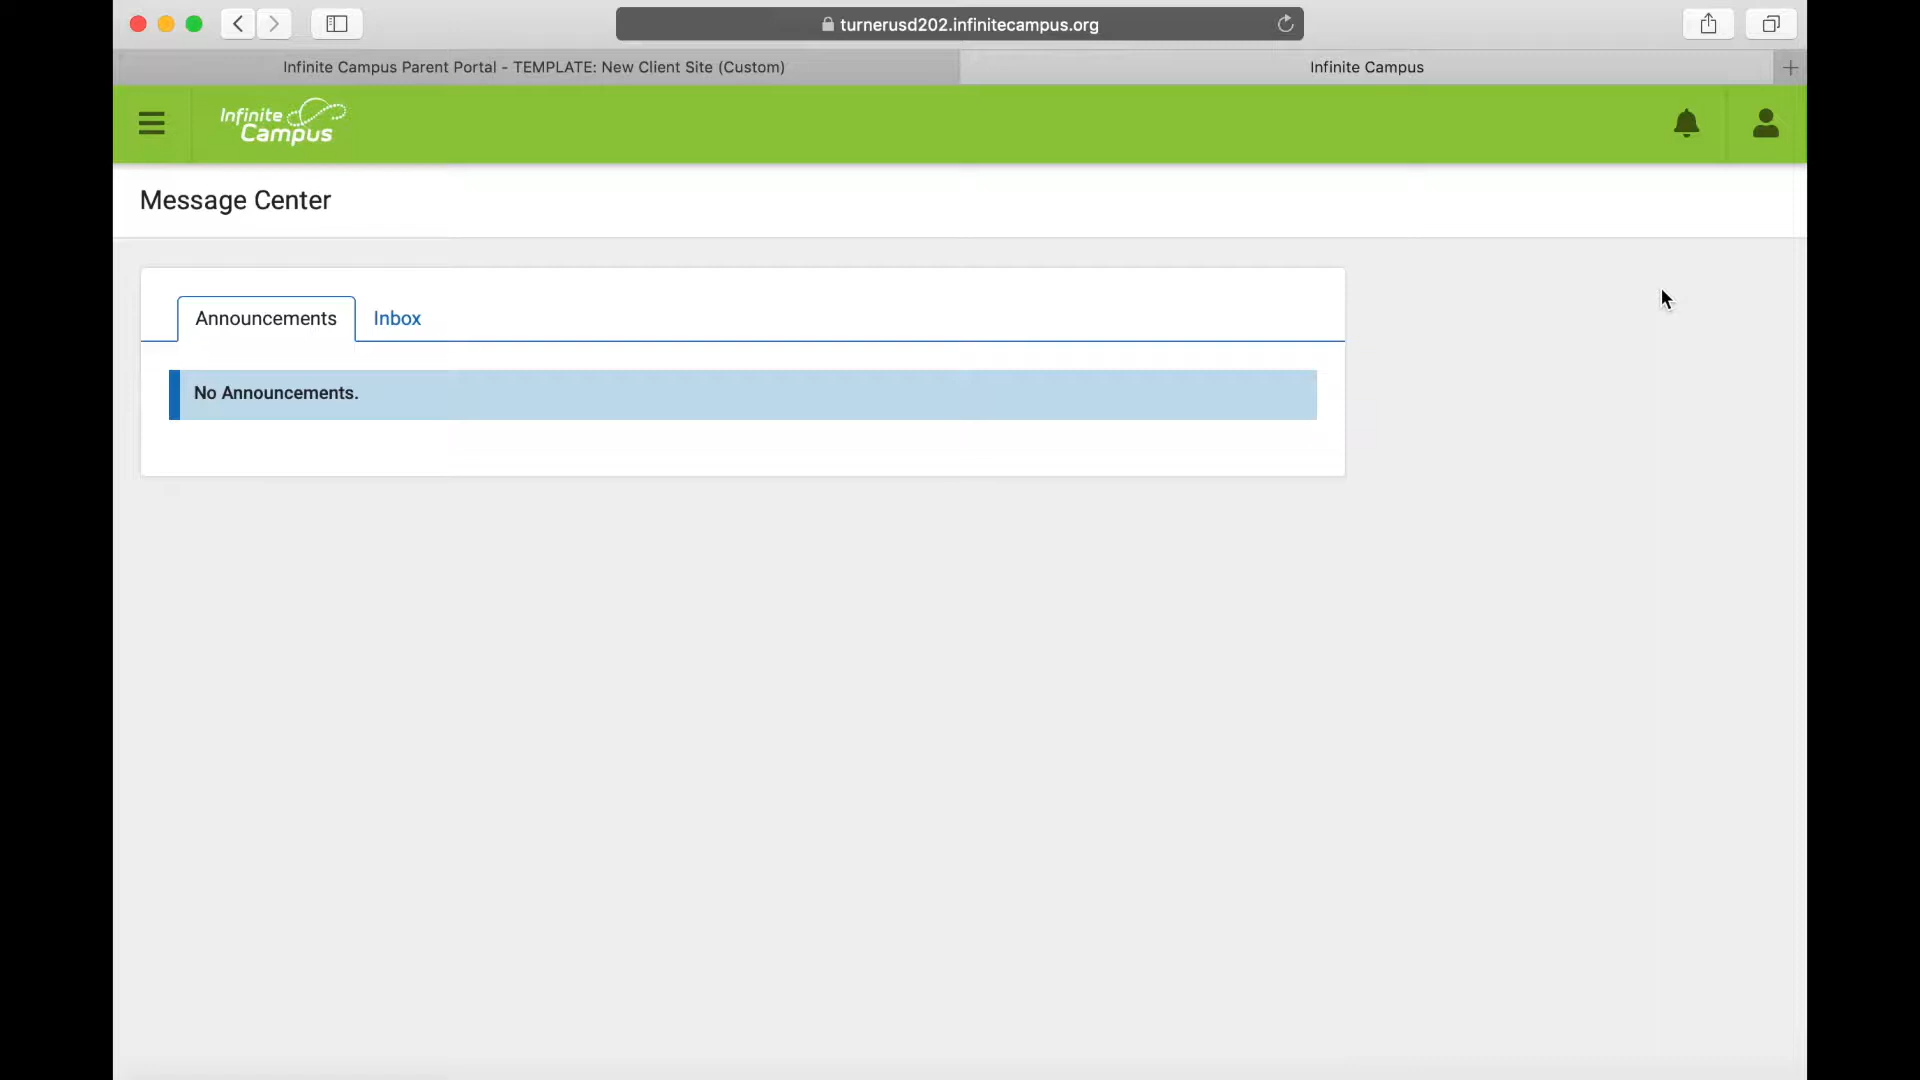 turnerusd202.infinitecampus.org
Infinite Campus Parent Portal - TEMPLATE: New Client Site (Custom)
Infinite Campus
Infinite
Campus
Message Center
Announcements
Inbox
No Announcements.